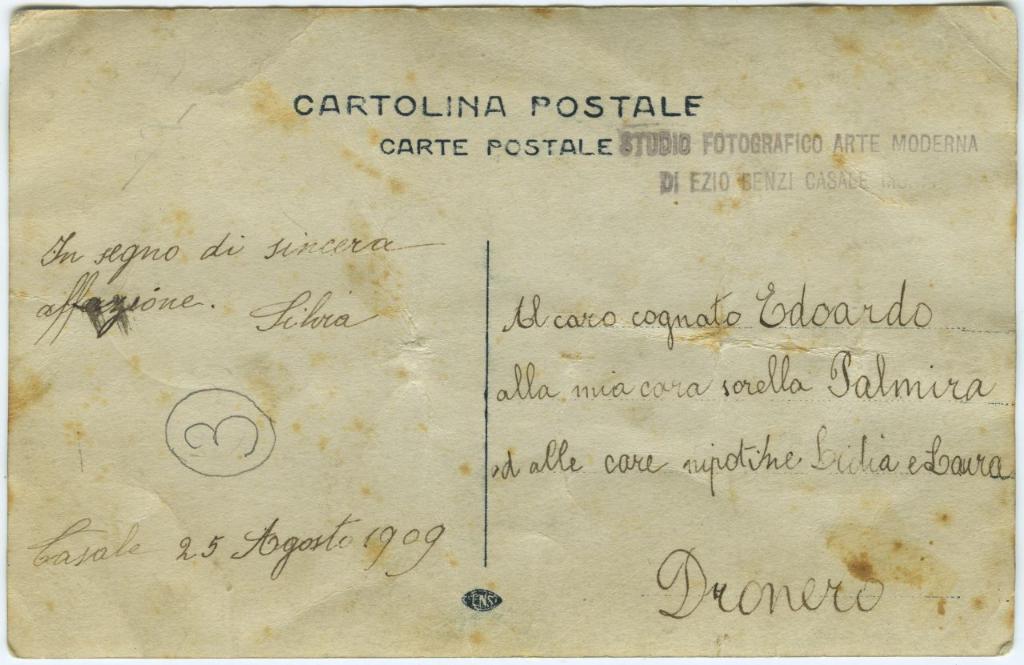 CARTOLINA POSTALE
CARTE POSTALE
STUDIO FOTOGRAFICO ARTE MODERNA
DI EZIO BENZI CASALE
In segno di sincera
affezione.
Silvia
3
Casale 25 Agosto 1909
Al caro cognato Edoardo
alla mia cara sorella Palmira
ed alle care nipotine Lidia e Laura
Dronero
ENS